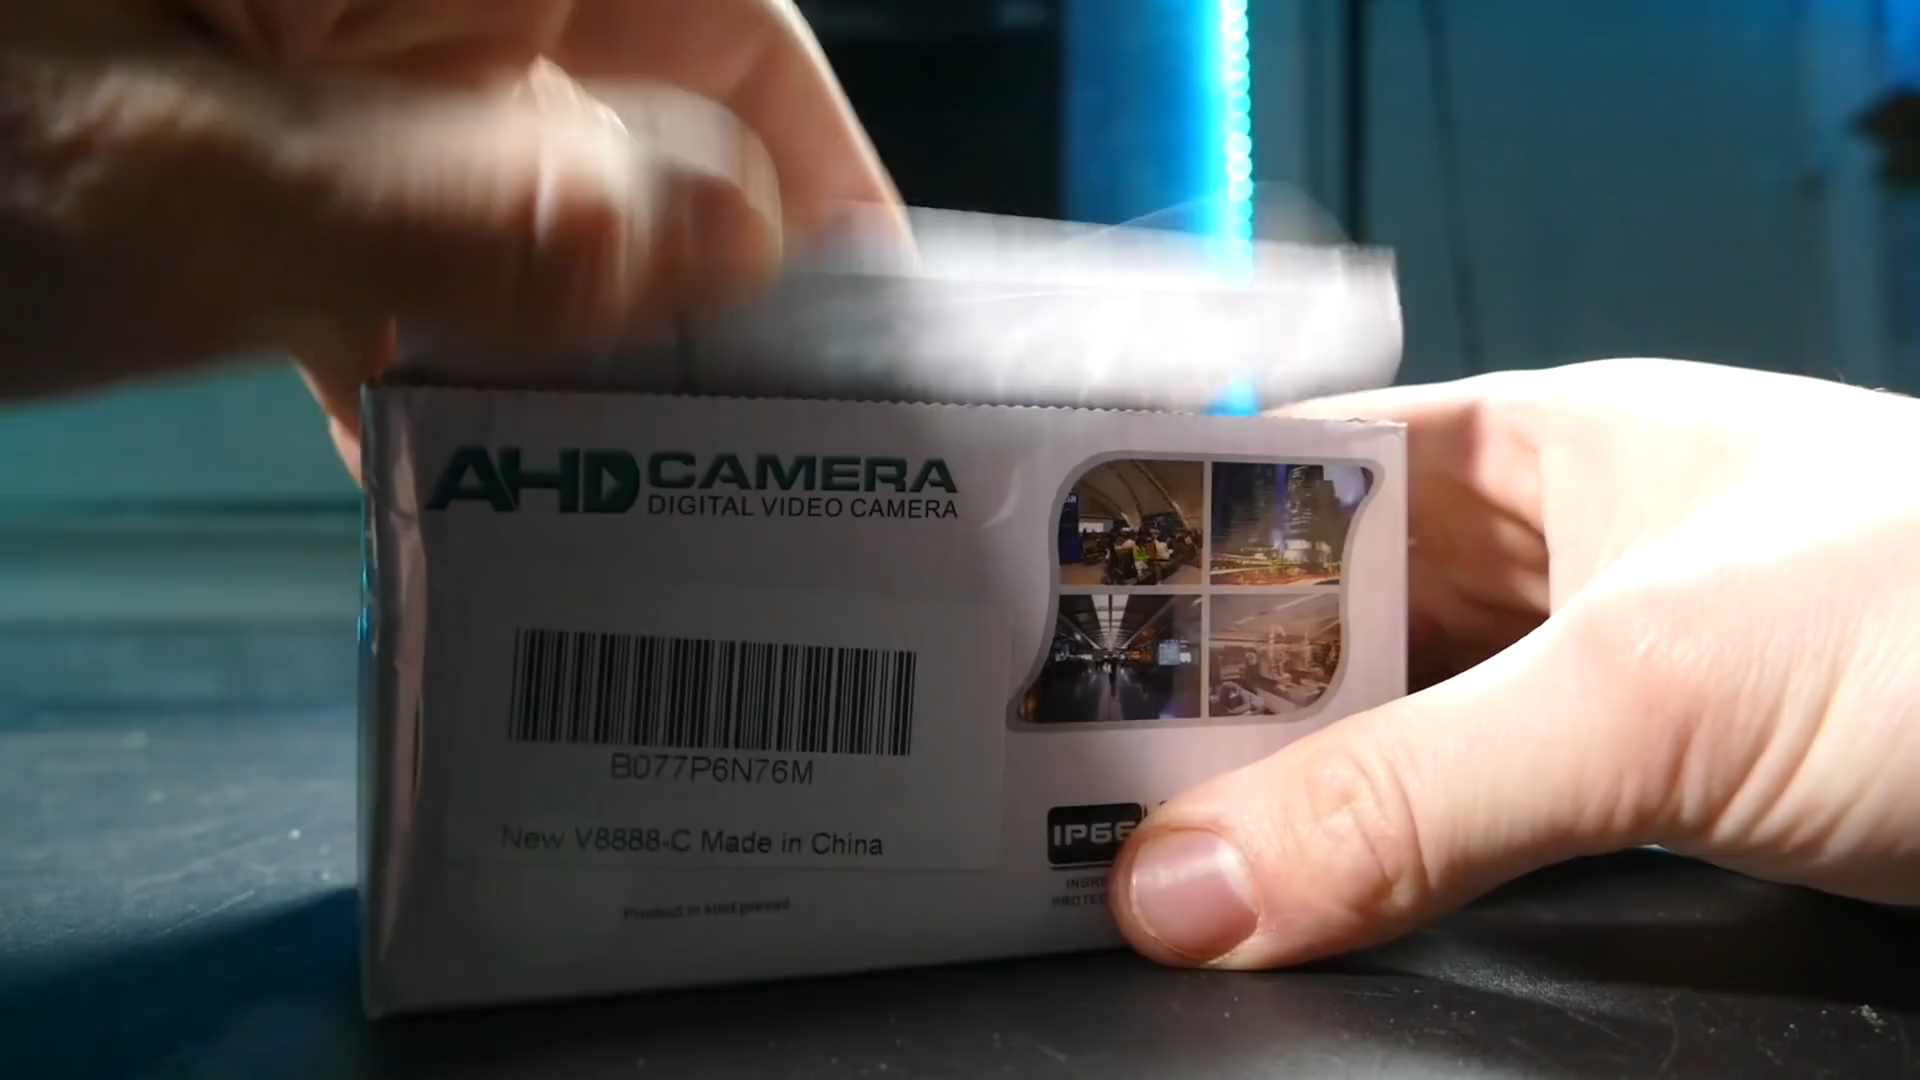 AHD CAMERA
DIGITAL VIDEO CAMERA
B077P6N76M
New V8888-C Made in China
IP66